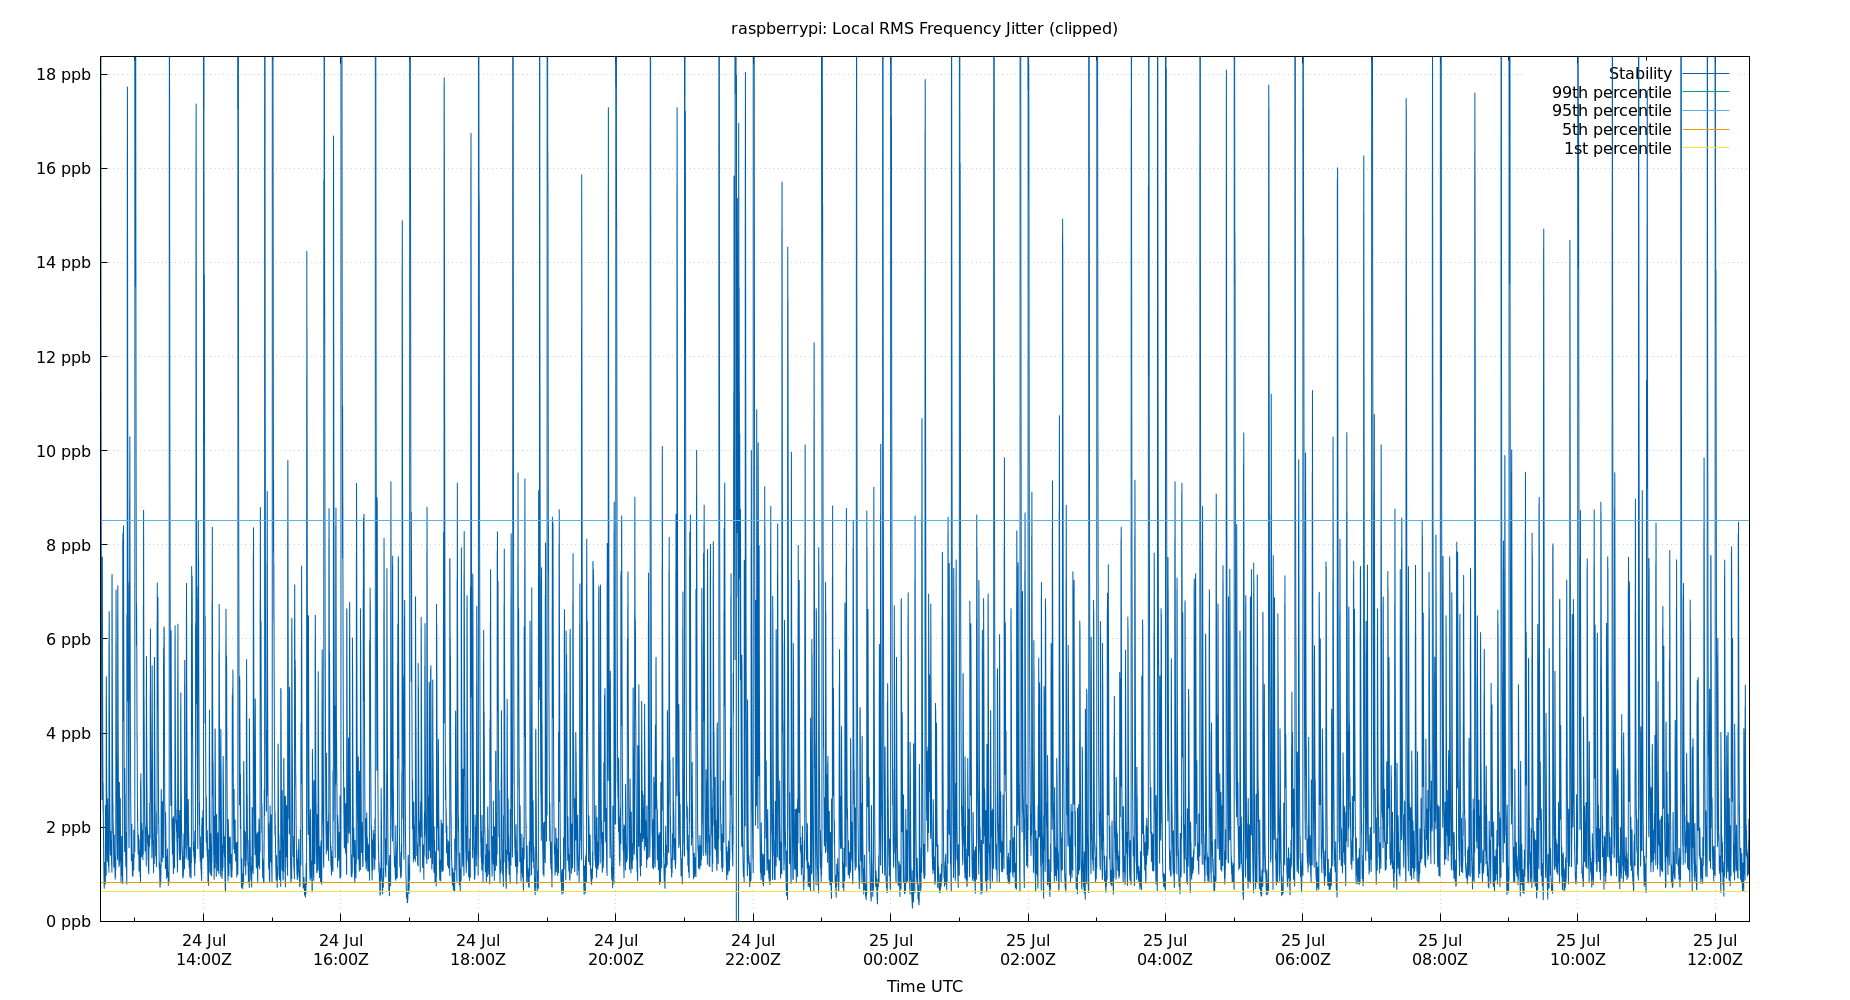 raspberrypi: Local RMS Frequency Jitter (clipped)
18 ppb
16 ppb
14 ppb
12 ppb
10 ppb
8 ppb
6 ppb
4 ppb
2 ppb
0 ppb
Stability
99th percentile
95th percentile
5th percentile
1st percentile
24 Jul 14:00Z
24 Jul 16:00Z
24 Jul 18:00Z
24 Jul 20:00Z
24 Jul 22:00Z
25 Jul 00:00Z
25 Jul 02:00Z
25 Jul 04:00Z
25 Jul 06:00Z
25 Jul 08:00Z
25 Jul 10:00Z
25 Jul 12:00Z
Time UTC